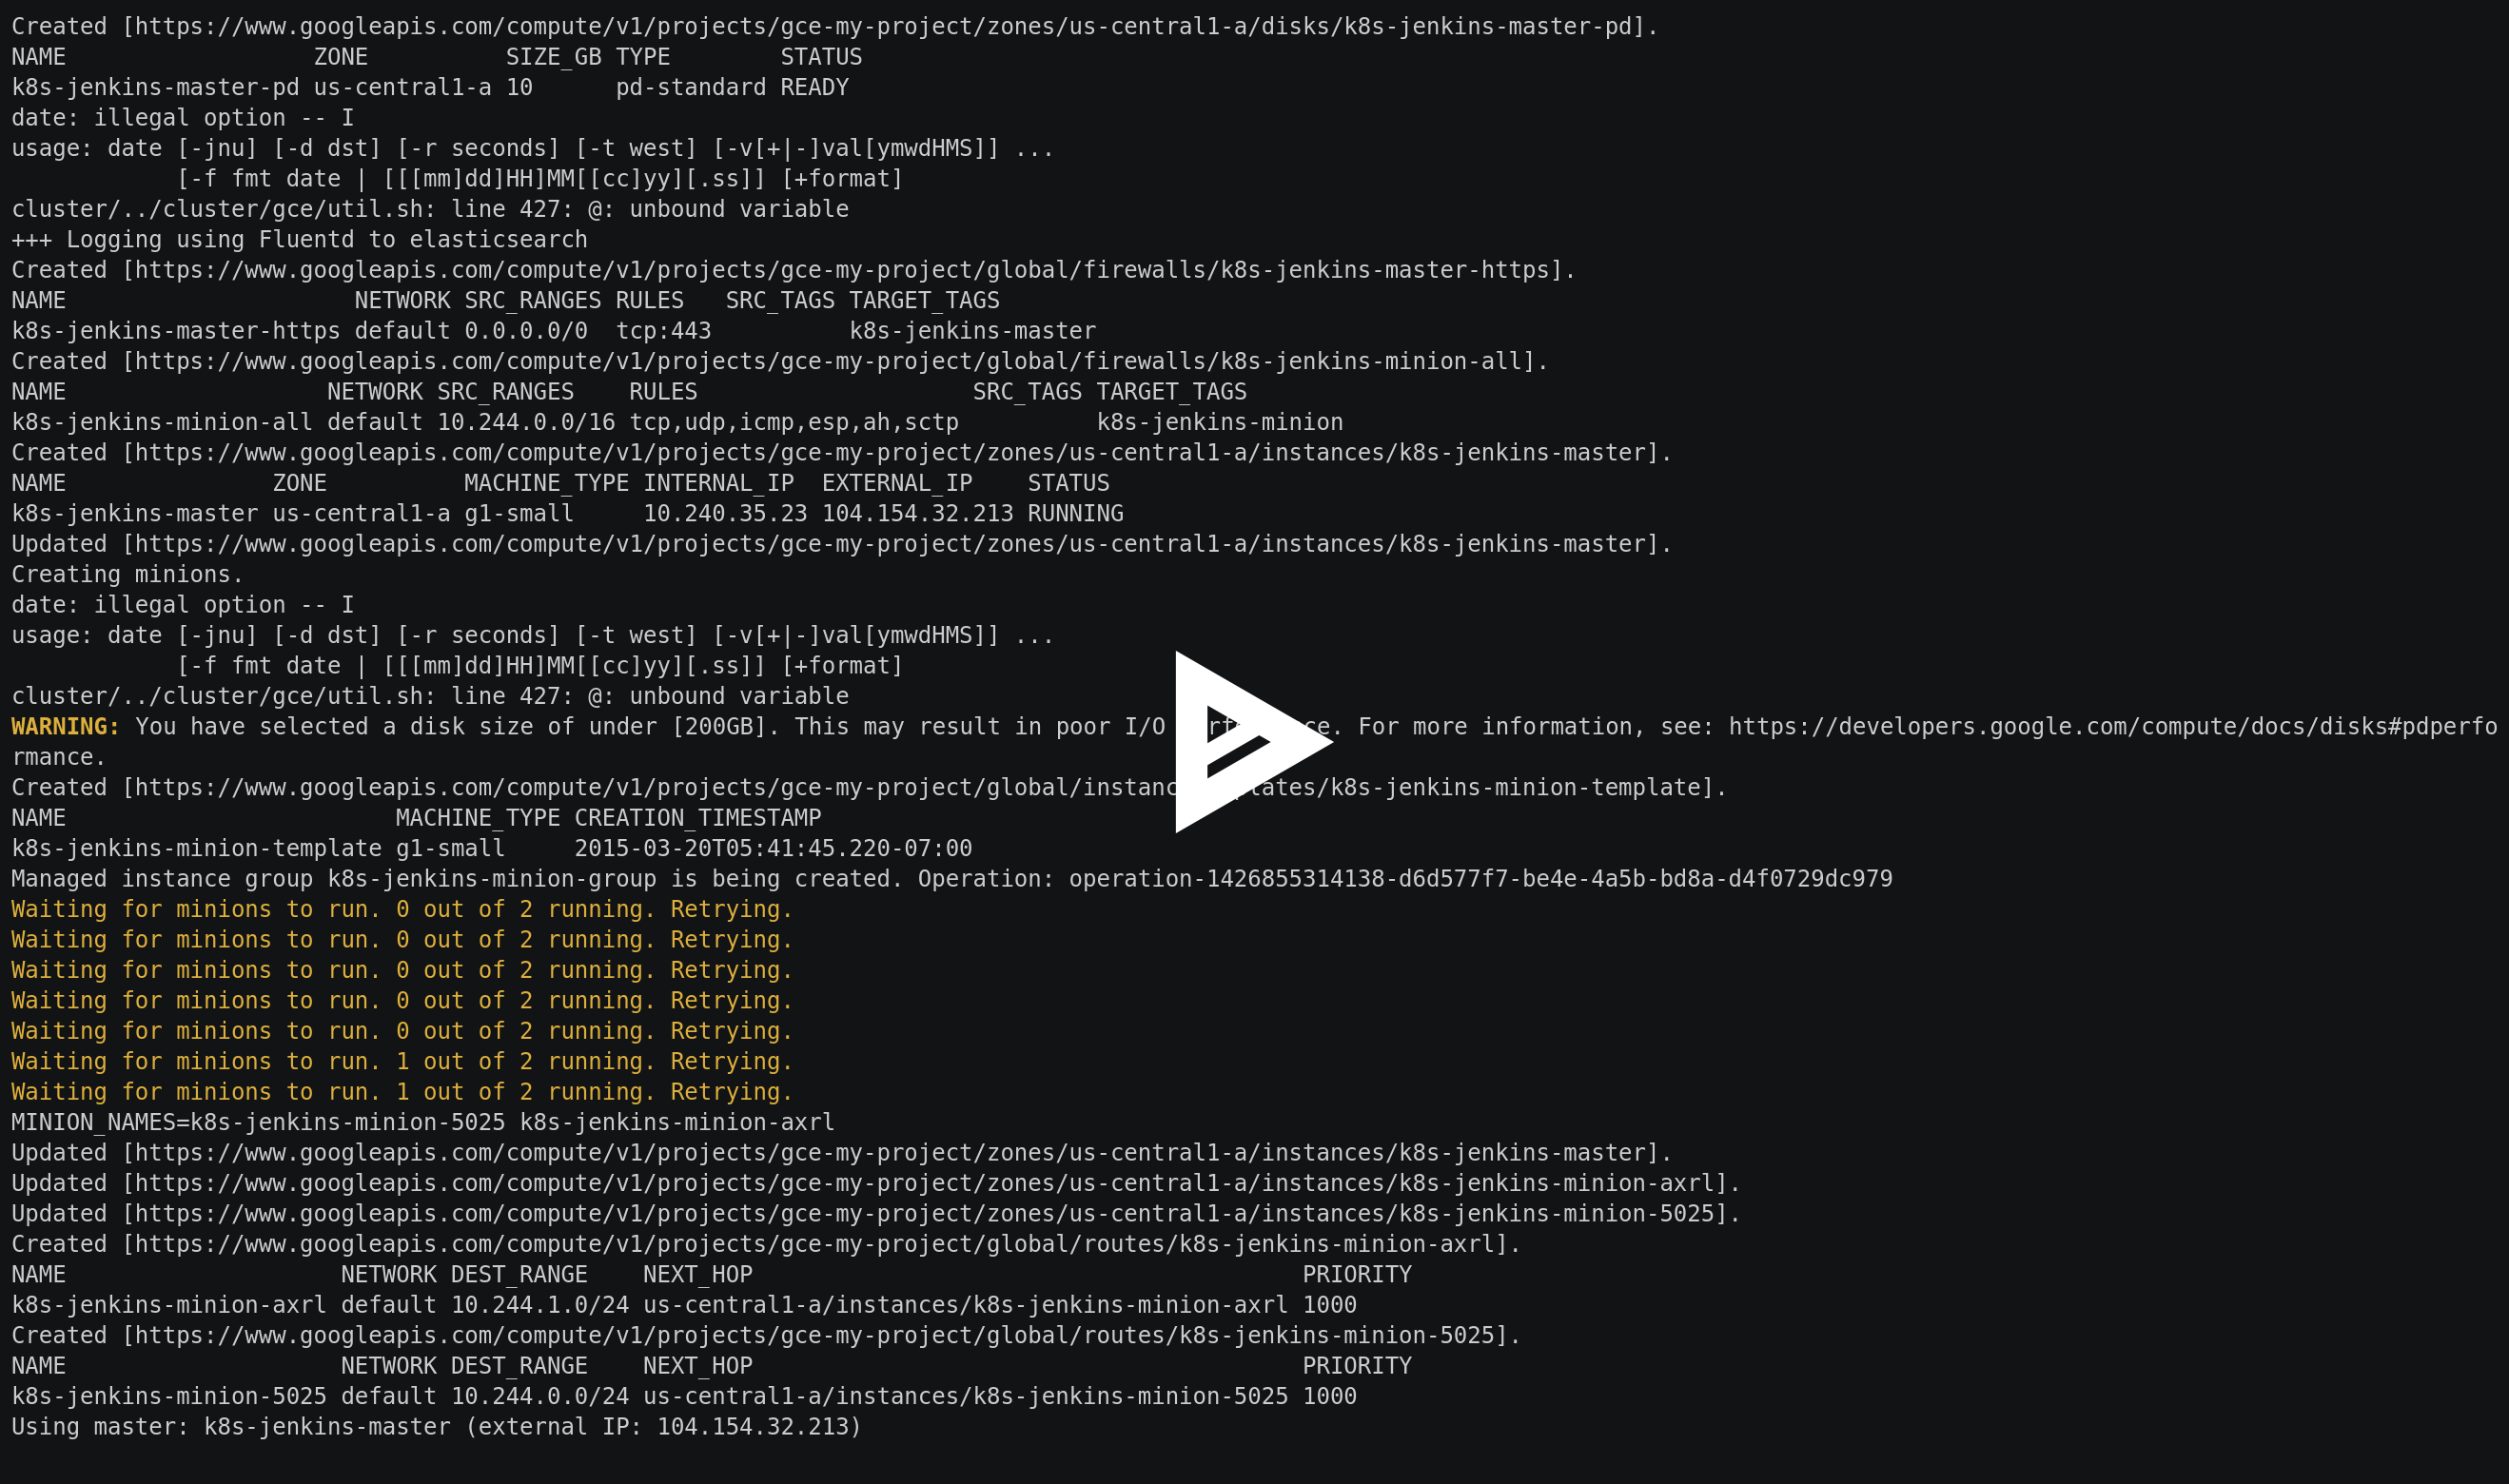 Created [https://www.googleapis.com/compute/v1/projects/gce-my-project/zones/us-central1-a/disks/k8s-jenkins-master-pd].
NAME                  ZONE          SIZE_GB TYPE        STATUS
k8s-jenkins-master-pd us-central1-a 10      pd-standard READY
date: illegal option -- I
usage: date [-jnu] [-d dst] [-r seconds] [-t west] [-v[+|-]val[ymwdHMS]] ...
            [-f fmt date | [[[mm]dd]HH]MM[[cc]yy][.ss]] [+format]
cluster/../cluster/gce/util.sh: line 427: @: unbound variable
+++ Logging using Fluentd to elasticsearch
Created [https://www.googleapis.com/compute/v1/projects/gce-my-project/global/firewalls/k8s-jenkins-master-https].
NAME                     NETWORK SRC_RANGES RULES   SRC_TAGS TARGET_TAGS
k8s-jenkins-master-https default 0.0.0.0/0  tcp:443          k8s-jenkins-master
Created [https://www.googleapis.com/compute/v1/projects/gce-my-project/global/firewalls/k8s-jenkins-minion-all].
NAME                   NETWORK SRC_RANGES    RULES                    SRC_TAGS TARGET_TAGS
k8s-jenkins-minion-all default 10.244.0.0/16 tcp,udp,icmp,esp,ah,sctp          k8s-jenkins-minion
Created [https://www.googleapis.com/compute/v1/projects/gce-my-project/zones/us-central1-a/instances/k8s-jenkins-master].
NAME               ZONE          MACHINE_TYPE INTERNAL_IP  EXTERNAL_IP    STATUS
k8s-jenkins-master us-central1-a g1-small     10.240.35.23 104.154.32.213 RUNNING
Updated [https://www.googleapis.com/compute/v1/projects/gce-my-project/zones/us-central1-a/instances/k8s-jenkins-master].
Creating minions.
date: illegal option -- I
usage: date [-jnu] [-d dst] [-r seconds] [-t west] [-v[+|-]val[ymwdHMS]] ...
            [-f fmt date | [[[mm]dd]HH]MM[[cc]yy][.ss]] [+format]
cluster/../cluster/gce/util.sh: line 427: @: unbound variable
WARNING: You have selected a disk size of under [200GB]. This may result in poor I/O For more information, see: https://developers.google.com/compute/docs/disks#pdperfo
rmance.
Created k8s-jenkins-minion-template].
NAME                        MACHINE_TYPE CREATION_TIMESTAMP
k8s-jenkins-minion-template g1-small     2015-03-20T05:41:45.220-07:00
Managed instance group k8s-jenkins-minion-group is being created. Operation: operation-1426855314138-d6d577f7-be4e-4a5b-bd8a-d4f0729dc979
Waiting for minions to run. 0 out of 2 running. Retrying.
Waiting for minions to run. 0 out of 2 running. Retrying.
Waiting for minions to run. 0 out of 2 running. Retrying.
Waiting for minions to run. 0 out of 2 running. Retrying.
Waiting for minions to run. 0 out of 2 running. Retrying.
Waiting for minions to run. 1 out of 2 running. Retrying.
Waiting for minions to run. 1 out of 2 running. Retrying.
MINION_NAMES=k8s-jenkins-minion-5025 k8s-jenkins-minion-axrl
Updated [https://www.googleapis.com/compute/v1/projects/gce-my-project/zones/us-central1-a/instances/k8s-jenkins-master].
Updated [https://www.googleapis.com/compute/v1/projects/gce-my-project/zones/us-central1-a/instances/k8s-jenkins-minion-axrl].
Updated [https://www.googleapis.com/compute/v1/projects/gce-my-project/zones/us-central1-a/instances/k8s-jenkins-minion-5025].
Created [https://www.googleapis.com/compute/v1/projects/gce-my-project/global/routes/k8s-jenkins-minion-axrl].
NAME                    NETWORK DEST_RANGE    NEXT_HOP                                        PRIORITY
k8s-jenkins-minion-axrl default 10.244.1.0/24 us-central1-a/instances/k8s-jenkins-minion-axrl 1000
Created [https://www.googleapis.com/compute/v1/projects/gce-my-project/global/routes/k8s-jenkins-minion-5025].
NAME                    NETWORK DEST_RANGE    NEXT_HOP                                        PRIORITY
k8s-jenkins-minion-5025 default 10.244.0.0/24 us-central1-a/instances/k8s-jenkins-minion-5025 1000
Using master: k8s-jenkins-master (external IP: 104.154.32.213)